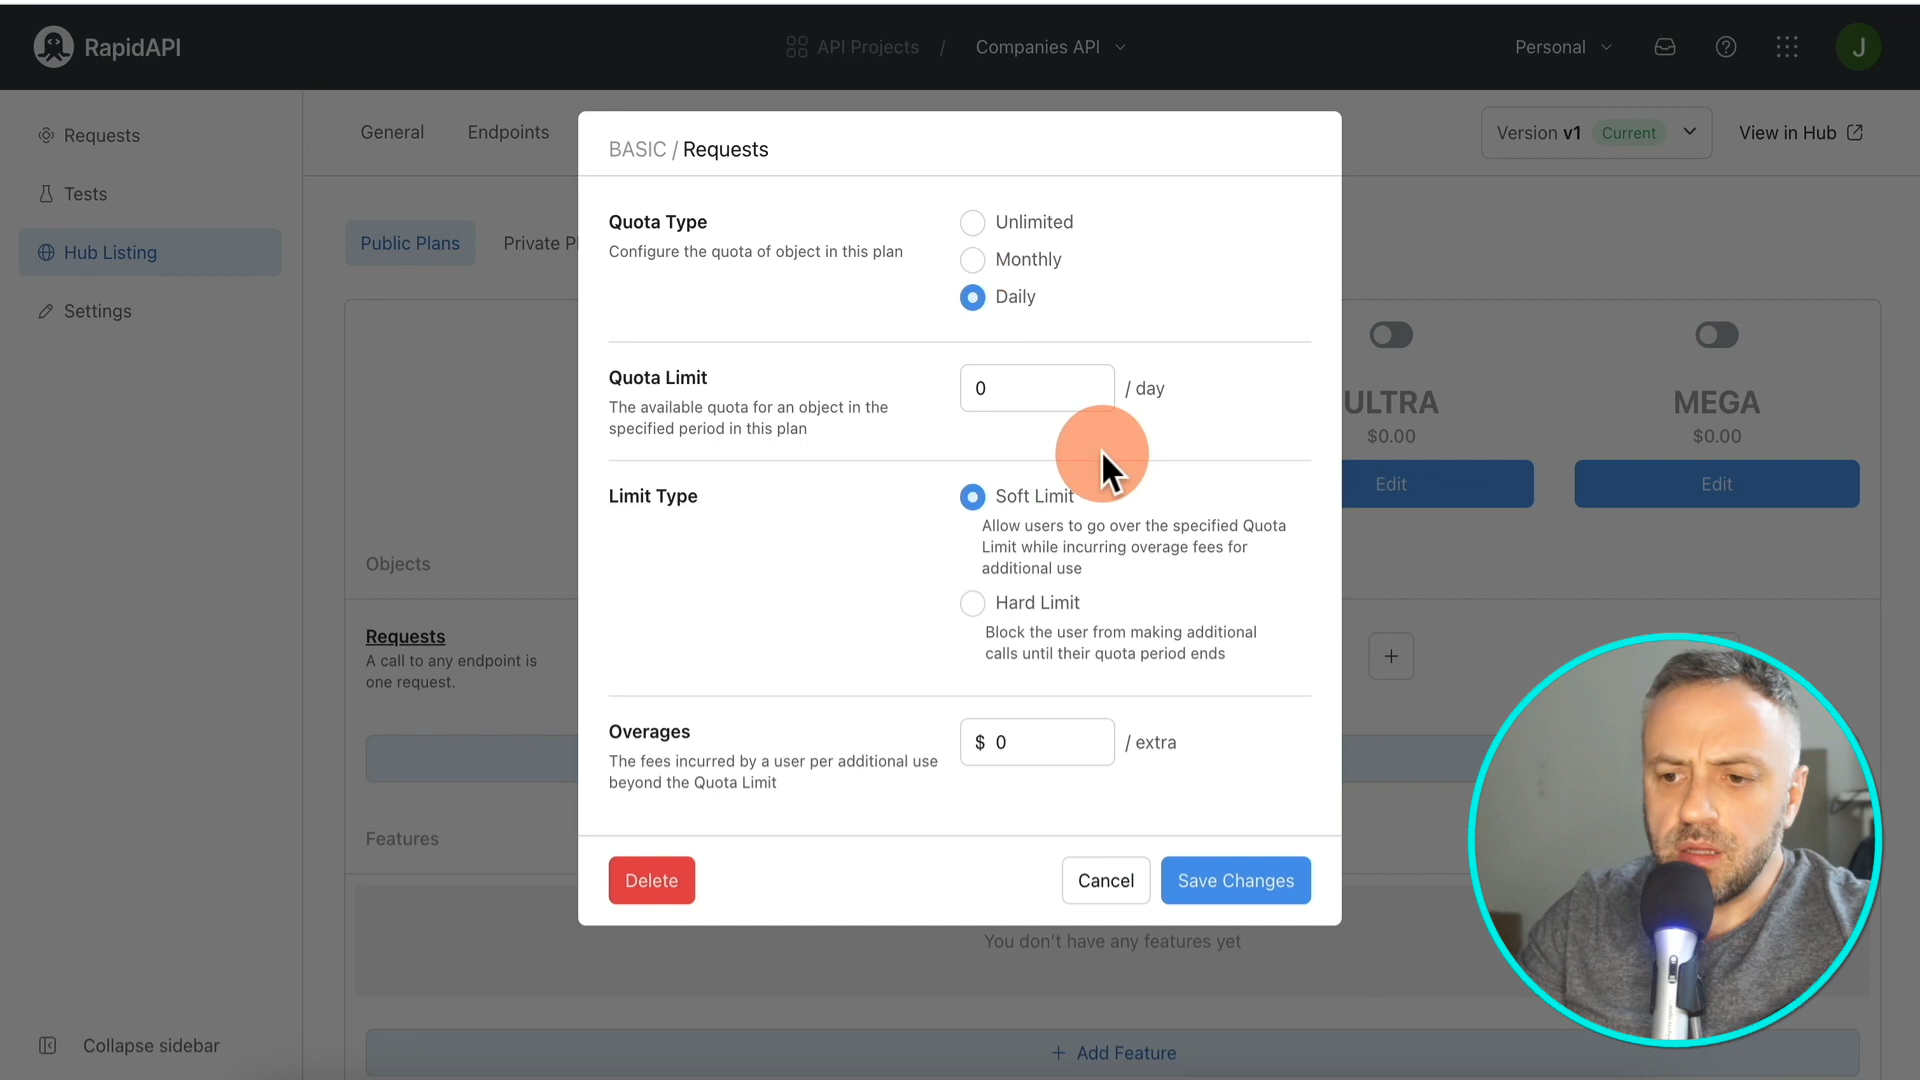 RapidAPI
API Projects / Companies API
Personal
J
Requests
Tests
Hub Listing
Settings
Collapse sidebar
General
Endpoints
Version v1 Current
View in Hub
Public Plans
Private Pl
BASIC / Requests
Quota Type
Configure the quota of object in this plan
Unlimited
Monthly
Daily
Quota Limit
The available quota for an object in the
specified period in this plan
0 / day
Limit Type
Soft Limit
Allow users to go over the specified Quota
Limit while incurring overage fees for
additional use
Hard Limit
Block the user from making additional
calls until their quota period ends
Overages
The fees incurred by a user per additional use
beyond the Quota Limit
$ 0 / extra
Delete
Cancel
Save Changes
ULTRA
$0.00
Edit
MEGA
$0.00
Edit
Objects
Requests
A call to any endpoint is
one request.
+
Features
You don't have any features yet
+ Add Feature